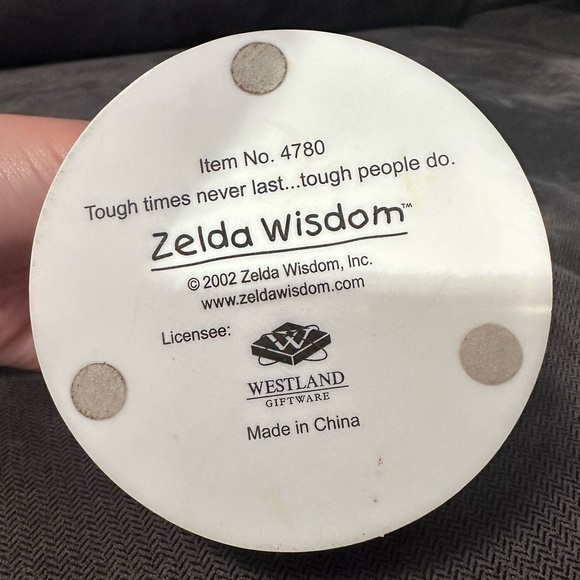 Item No. 4780
Tough times never last...tough people do.
Zelda Wisdom™
© 2002 Zelda Wisdom, Inc.
www.zeldawisdom.com
Licensee:
W
WESTLAND
GIFTWARE
Made in China